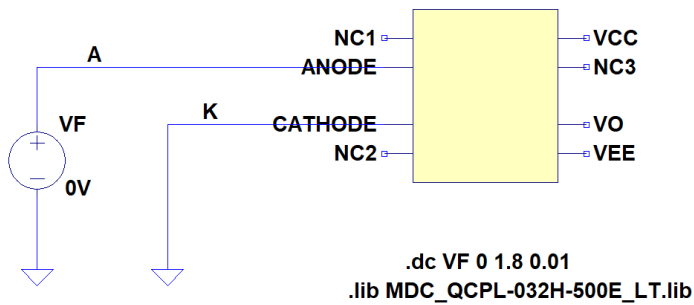 NC1
VCC
A
ANODE
NC3
VF
K
CATHODE
VO
NC2
VEE
0V
.dc VF 0 1.8 0.01
.lib MDC_QCPL-032H-500E_LT.lib